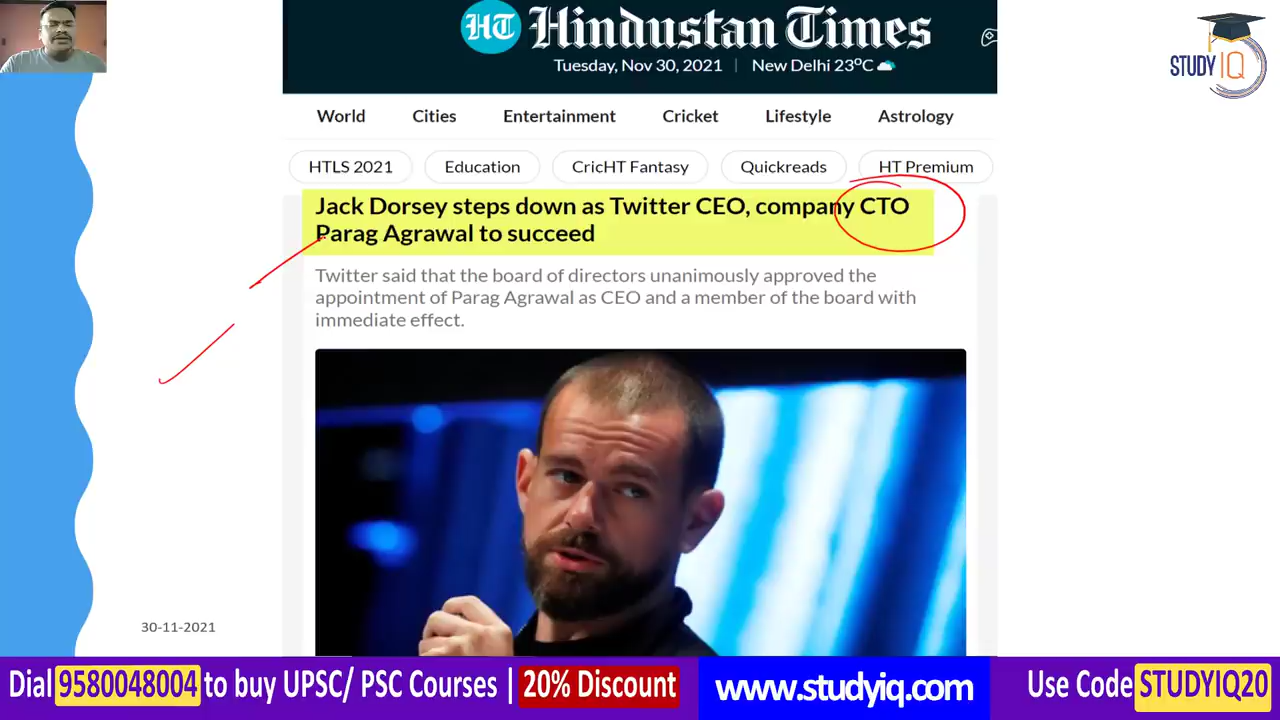 HT Hindustan Times
Tuesday, Nov 30, 2021 | New Delhi 23ºC
STUDY IQ
World Cities Entertainment Cricket Lifestyle Astrology
HTLS 2021 Education CricHT Fantasy Quickreads HT Premium
Jack Dorsey steps down as Twitter CEO, company CTO
Parag Agrawal to succeed
Twitter said that the board of directors unanimously approved the
appointment of Parag Agrawal as CEO and a member of the board with
immediate effect.
30-11-2021
Dial 9580048004 to buy UPSC/ PSC Courses | 20% Discount www.studyiq.com Use Code STUDYIQ20